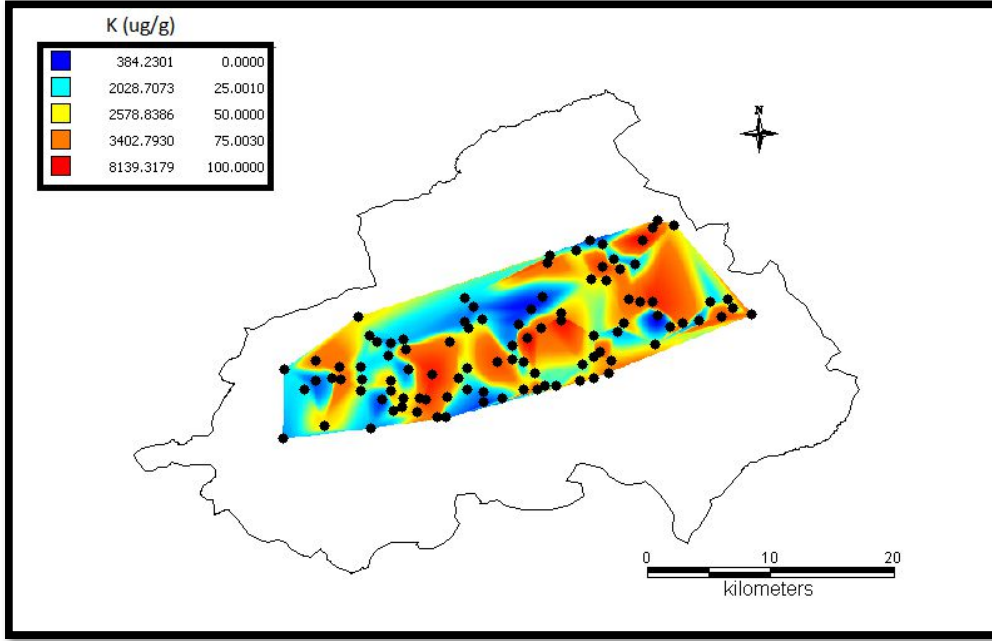 K (ug/g)
384.2301 0.0000
2028.7073 25.0010
2578.8386 50.0000
3402.7930 75.0030
8139.3179 100.0000
N
0 10 20
kilometers